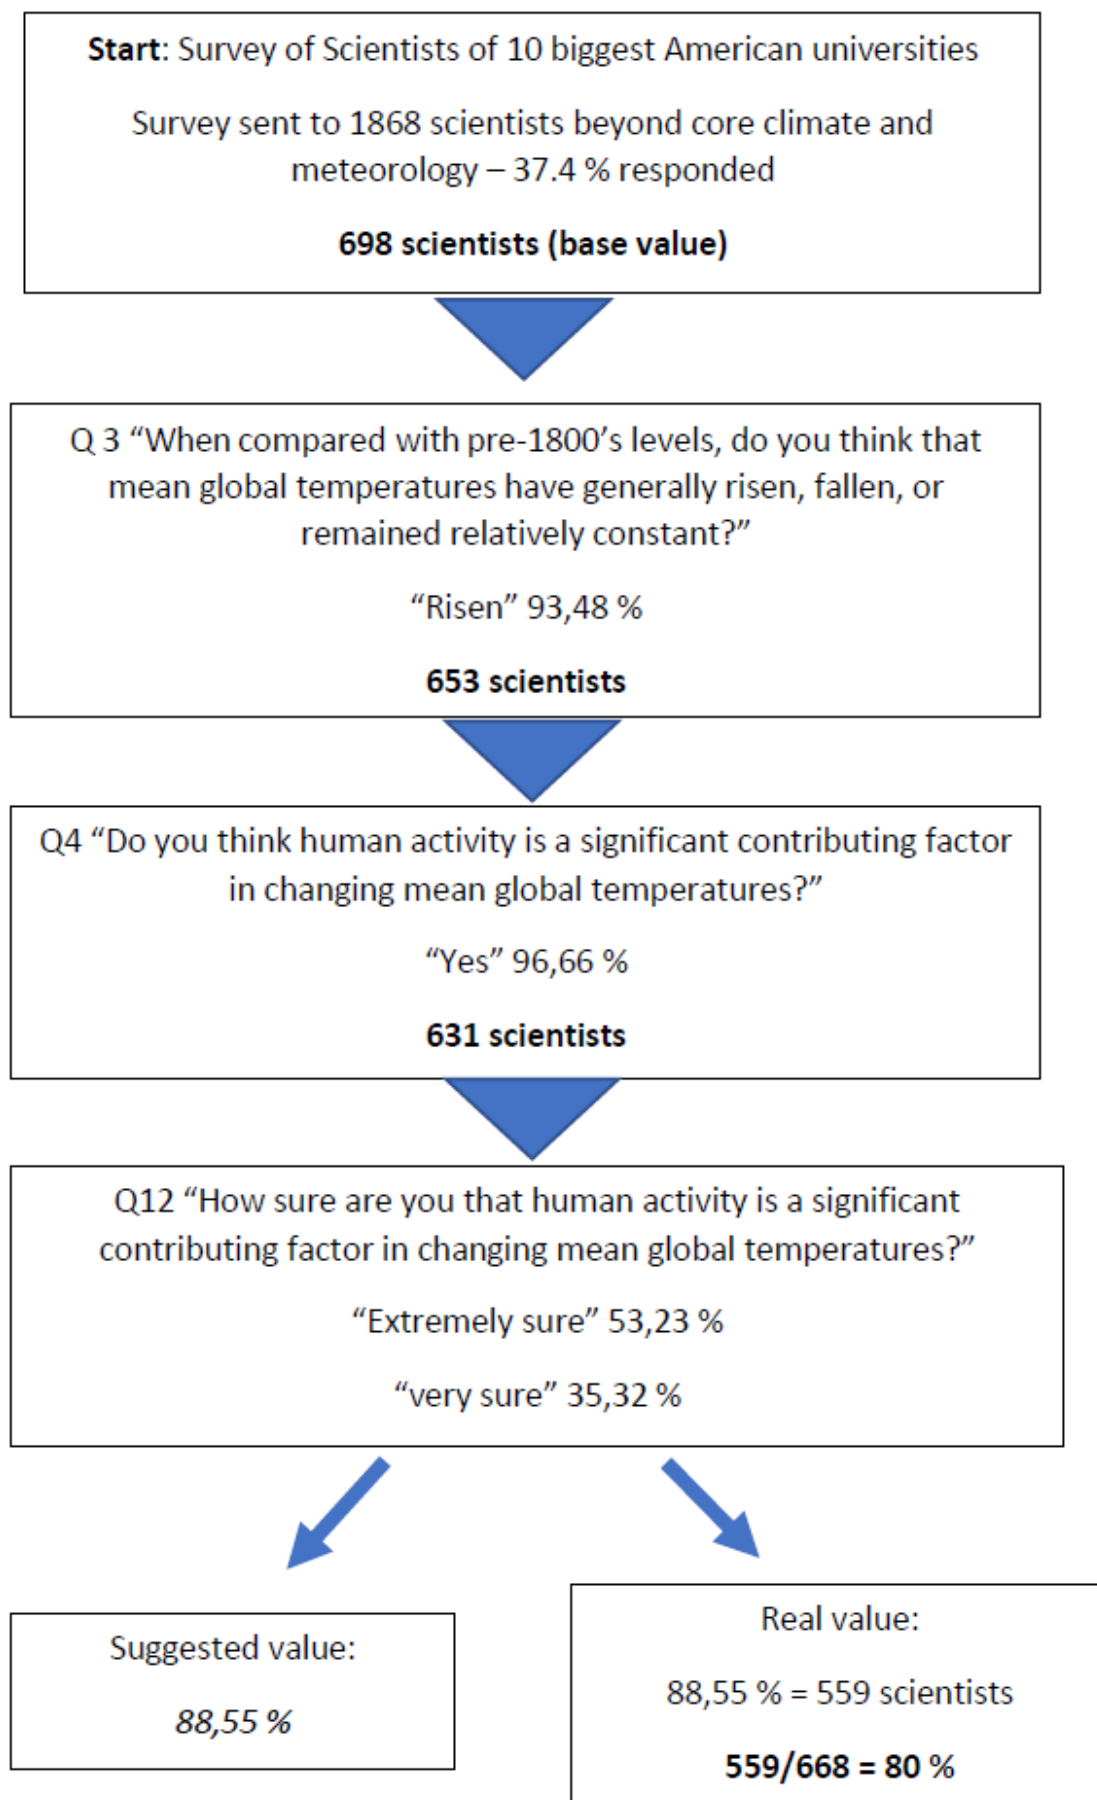 Start: Survey of Scientists of 10 biggest American universities
Survey sent to 1868 scientists beyond core climate and
meteorology – 37.4 % responded
698 scientists (base value)
Q 3 “When compared with pre-1800’s levels, do you think that
mean global temperatures have generally risen, fallen, or
remained relatively constant?”
“Risen” 93,48 %
653 scientists
Q4 “Do you think human activity is a significant contributing factor
in changing mean global temperatures?”
“Yes” 96,66 %
631 scientists
Q12 “How sure are you that human activity is a significant
contributing factor in changing mean global temperatures?”
“Extremely sure” 53,23 %
“very sure” 35,32 %
Suggested value:
88,55 %
Real value:
88,55 % = 559 scientists
559/668 = 80 %